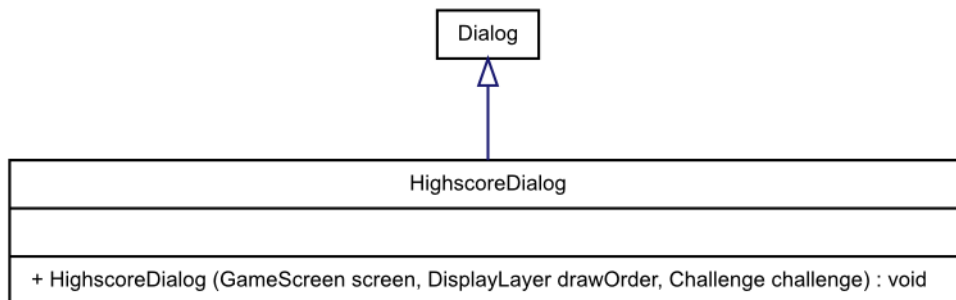 Dialog
HighscoreDialog
+ HighscoreDialog (GameScreen screen, DisplayLayer drawOrder, Challenge challenge) : void